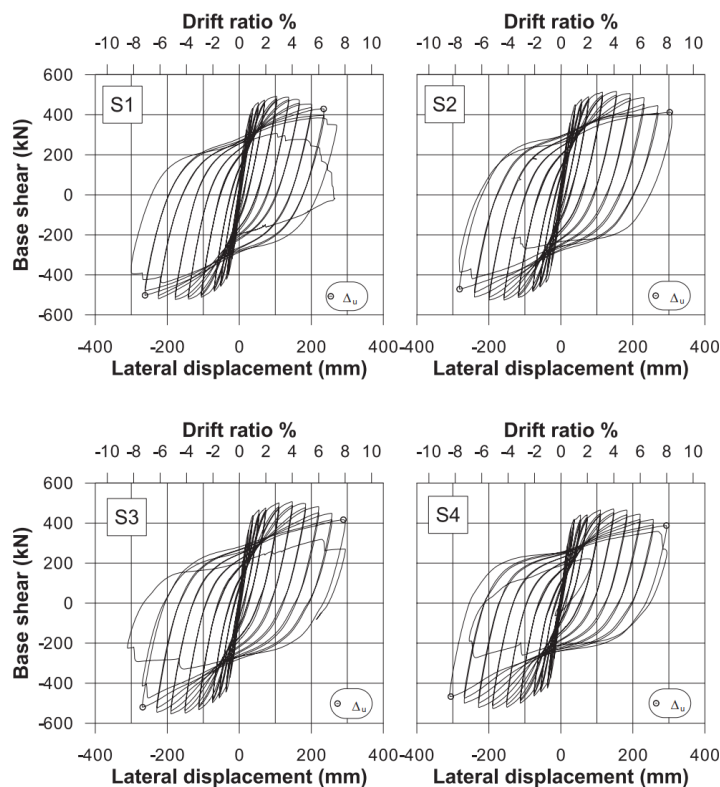 Drift ratio % Drift ratio %
-10 -8 -6 -4 -2 0 2 4 6 8 10 -10 -8 -6 -4 -2 0 2 4 6 8 10
600
S1 S2
400
200
0
-200
-400
Δu Δu
-600
-400 -200 0 200 400 -400 -200 0 200 400
Base shear (kN)
Lateral displacement (mm) Lateral displacement (mm)
Drift ratio % Drift ratio %
-10 -8 -6 -4 -2 0 2 4 6 8 10 -10 -8 -6 -4 -2 0 2 4 6 8 10
600
S3 S4
400
200
0
-200
-400
Δu Δu
-600
-400 -200 0 200 400 -400 -200 0 200 400
Base shear (kN)
Lateral displacement (mm) Lateral displacement (mm)